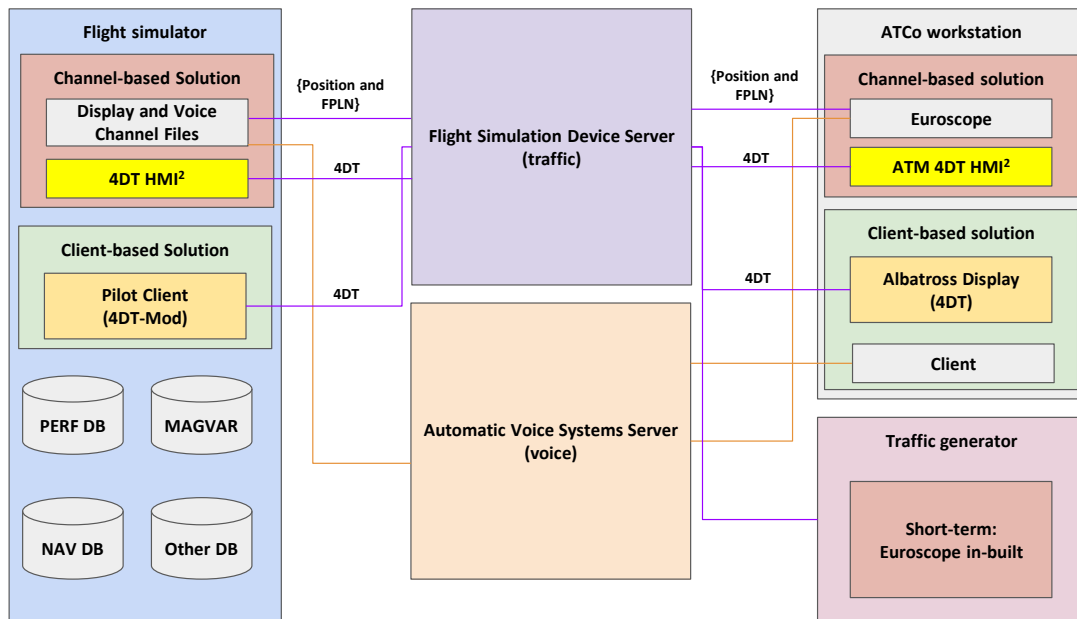 Flight simulator
Channel-based Solution
Display and Voice
Channel Files
4DT HMI²
Client-based Solution
Pilot Client
(4DT-Mod)
PERF DB
MAGVAR
NAV DB
Other DB
{Position and
FPLN}
4DT
4DT
Flight Simulation Device Server
(traffic)
Automatic Voice Systems Server
(voice)
{Position and
FPLN}
4DT
4DT
ATCo workstation
Channel-based solution
Euroscope
ATM 4DT HMI²
Client-based solution
Albatross Display
(4DT)
Client
Traffic generator
Short-term:
Euroscope in-built